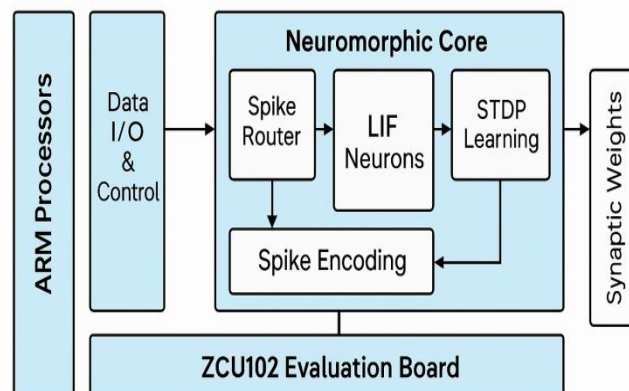 ARM Processors
Data
I/O
&
Control
Neuromorphic Core
Spike
Router
LIF
Neurons
STDP
Learning
Spike Encoding
Synaptic Weights
ZCU102 Evaluation Board